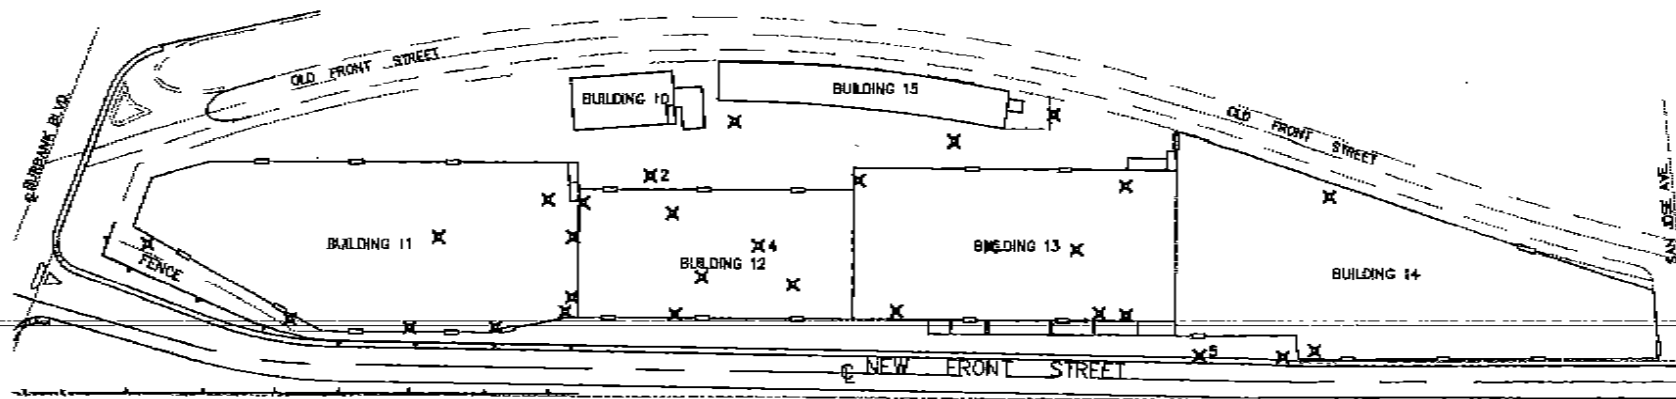 OLD FRONT STREET
BUILDING 10
BUILDING 15
OLD FRONT STREET
BURBANK BLVD.
2
BUILDING 11
4
BUILDING 12
BUILDING 13
SAN JOSE AVE.
FENCE
BUILDING 14
5
℄ NEW FRONT STREET